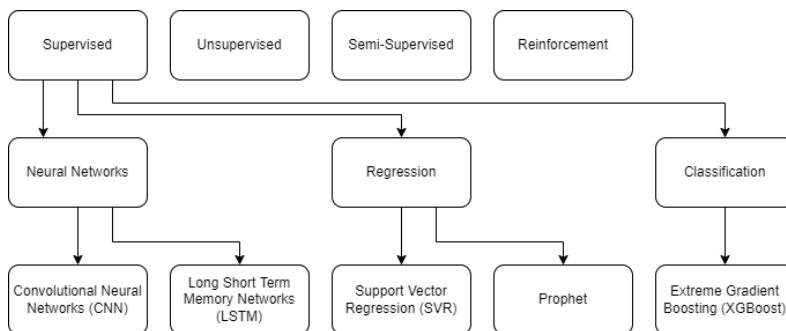 Supervised
Unsupervised
Semi-Supervised
Reinforcement
Neural Networks
Regression
Classification
Convolutional Neural
Networks (CNN)
Long Short Term
Memory Networks
(LSTM)
Support Vector
Regression (SVR)
Prophet
Extreme Gradient
Boosting (XGBoost)